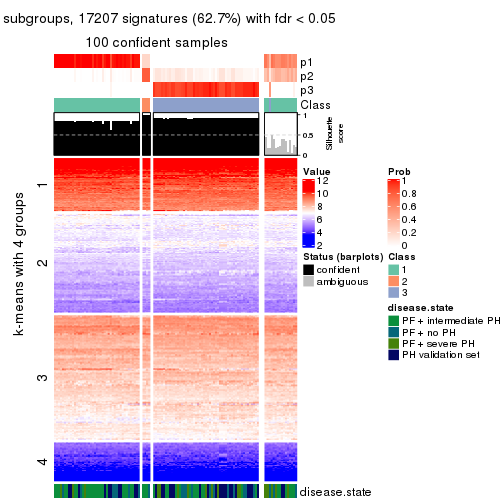 subgroups, 17207 signatures (62.7%) with fdr < 0.05
100 confident samples
p1
p2
p3
Class
1
0.5
0
Silhouette
score
k-means with 4 groups
1
2
3
4
Value
12
10
8
6
4
2
Prob
1
0.8
0.6
0.4
0.2
0
Status (barplots)
confident
ambiguous
Class
1
2
3
disease.state
PF + intermediate PH
PF + no PH
PF + severe PH
PH validation set
disease.state